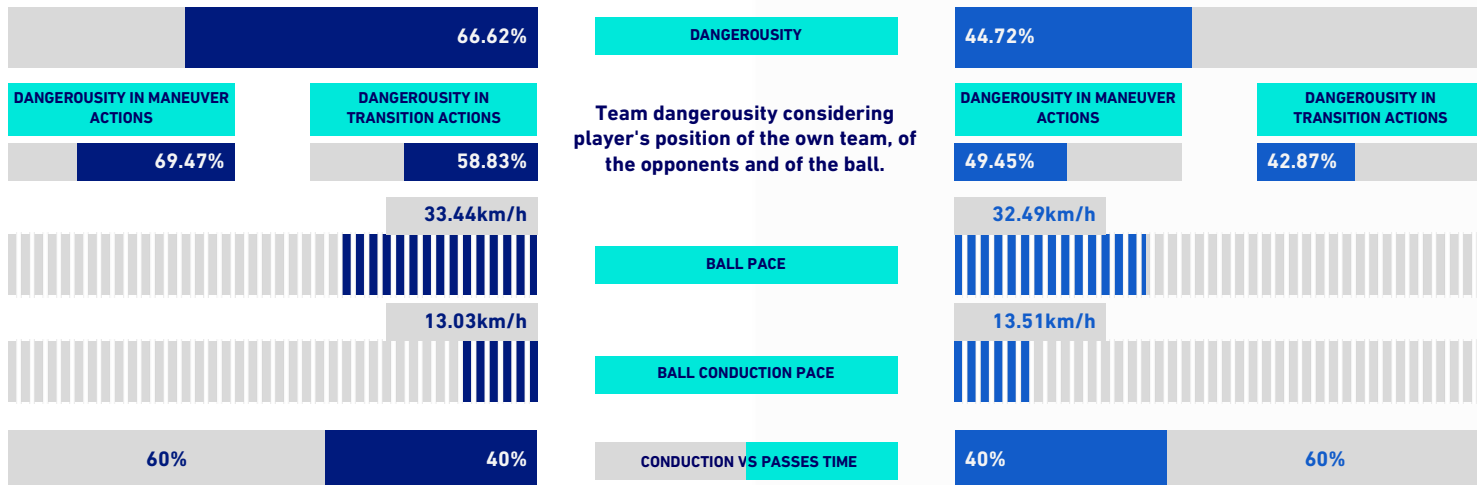 66.62%
DANGEROUSITY
44.72%
DANGEROUSITY IN MANEUVER
ACTIONS
DANGEROUSITY IN
TRANSITION ACTIONS
69.47%
58.83%
Team dangerousity considering
player's position of the own team, of
the opponents and of the ball.
DANGEROUSITY IN MANEUVER
ACTIONS
DANGEROUSITY IN
TRANSITION ACTIONS
49.45%
42.87%
33.44km/h
BALL PACE
32.49km/h
13.03km/h
BALL CONDUCTION PACE
13.51km/h
60%
40%
CONDUCTION VS PASSES TIME
40%
60%